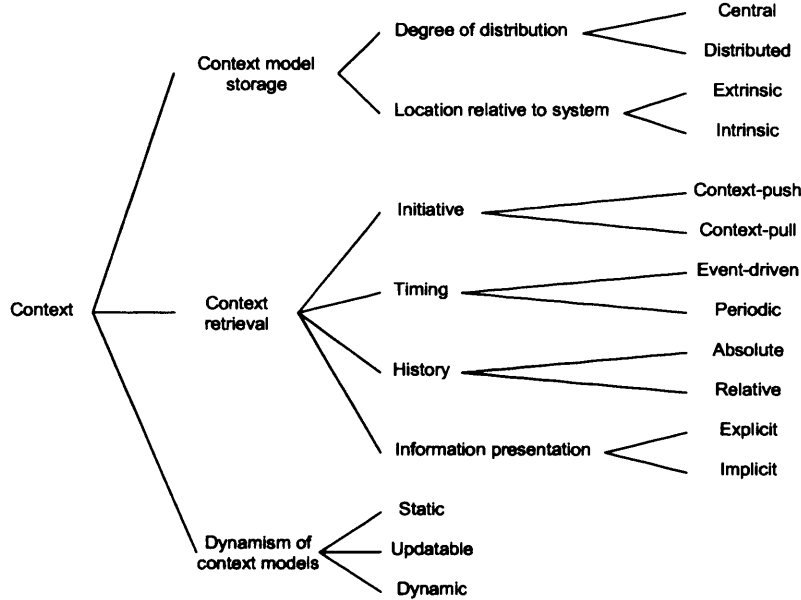 Context
Context model
storage
Degree of distribution
Central
Distributed
Location relative to system
Extrinsic
Intrinsic
Context
retrieval
Initiative
Context-push
Context-pull
Timing
Event-driven
Periodic
History
Absolute
Relative
Information presentation
Explicit
Implicit
Dynamism of
context models
Static
Updatable
Dynamic